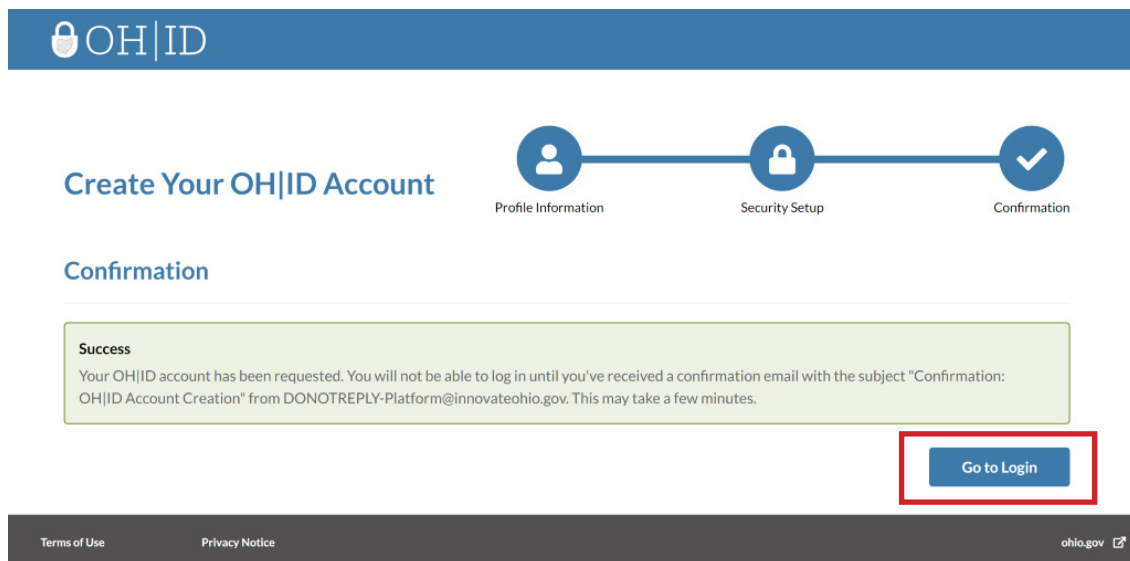 OH|ID
Create Your OH|ID Account
Profile Information
Security Setup
Confirmation
Confirmation
Success
Your OH|ID account has been requested. You will not be able to log in until you've received a confirmation email with the subject "Confirmation:
OH|ID Account Creation" from DONOTREPLY-Platform@innovateohio.gov. This may take a few minutes.
Go to Login
Terms of Use
Privacy Notice
ohio.gov